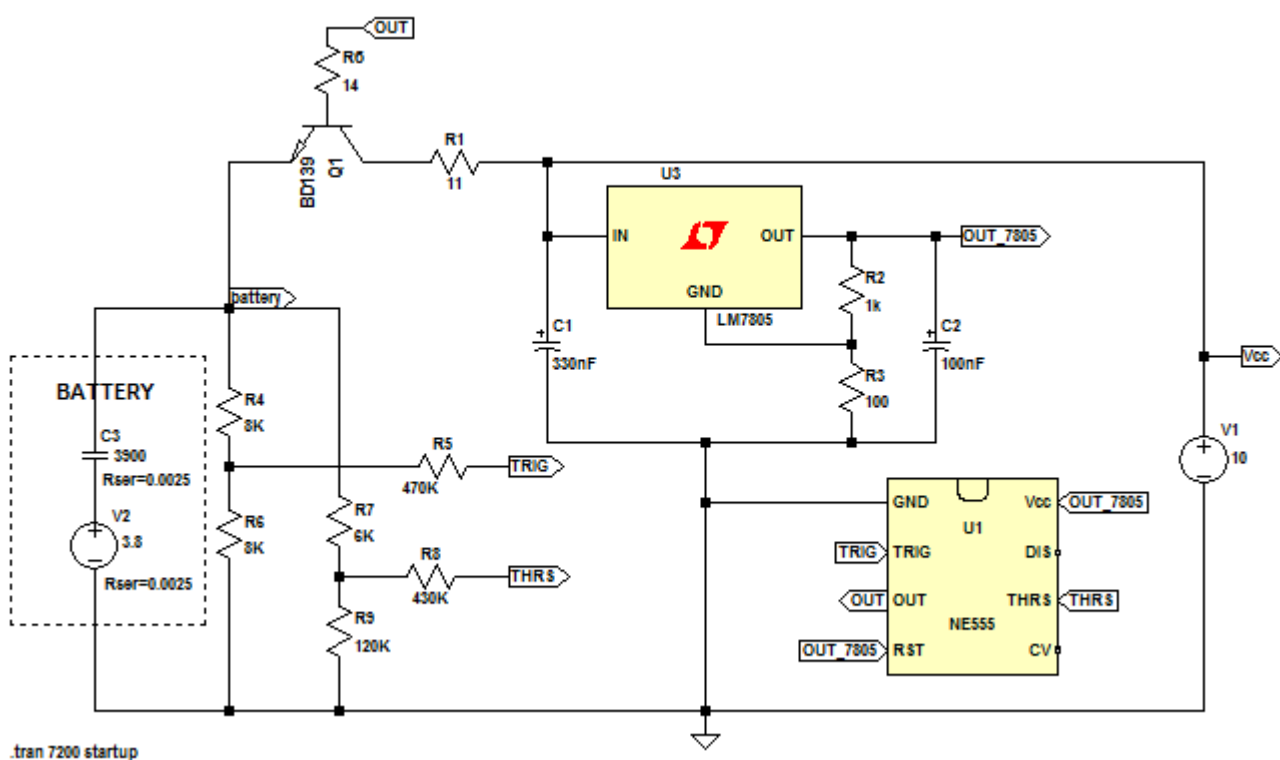 OUT
R6
14
BD139
Q1
R1
11
U3
IN
OUT
GND
LM7805
OUT_7805
R2
1k
C1
330nF
R3
100
C2
100nF
Vcc
V1
10
battery
BATTERY
C3
3900
Rser=0.0025
V2
3.8
Rser=0.0025
R4
8K
R5
470K
TRIG
R6
8K
R7
6K
R8
430K
THRS
R9
120K
GND
Vcc
OUT_7805
U1
TRIG
TRIG
DIS
OUT
OUT
THRS
THRS
NE555
OUT_7805
RST
CV
.tran 7200 startup